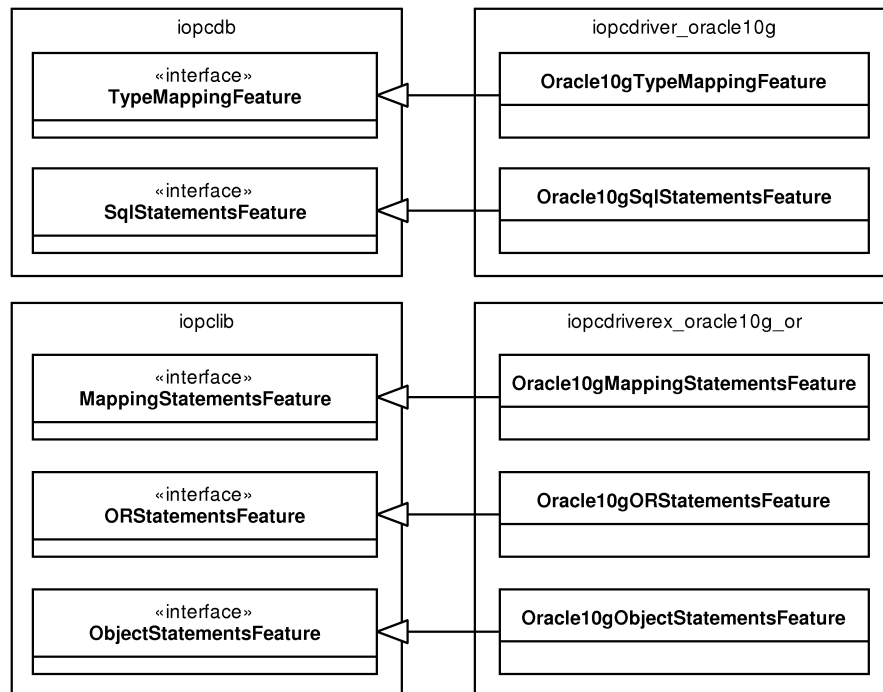 iopcdb
«interface»
TypeMappingFeature
«interface»
SqlStatementsFeature
iopcdriver_oracle10g
Oracle10gTypeMappingFeature
Oracle10gSqlStatementsFeature
iopclib
«interface»
MappingStatementsFeature
«interface»
ORStatementsFeature
«interface»
ObjectStatementsFeature
iopcdriverex_oracle10g_or
Oracle10gMappingStatementsFeature
Oracle10gORStatementsFeature
Oracle10gObjectStatementsFeature